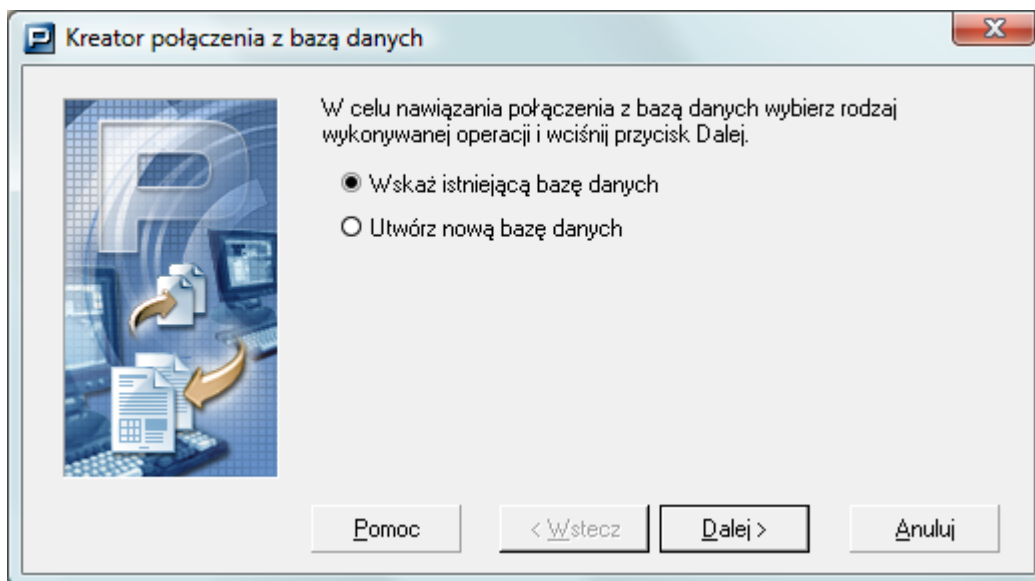 Kreator połączenia z bazą danych
W celu nawiązania połączenia z bazą danych wybierz rodzaj
wykonywanej operacji i wciśnij przycisk Dalej.
Wskaż istniejącą bazę danych
Utwórz nową bazę danych
Pomoc
< Wstecz
Dalej >
Anuluj